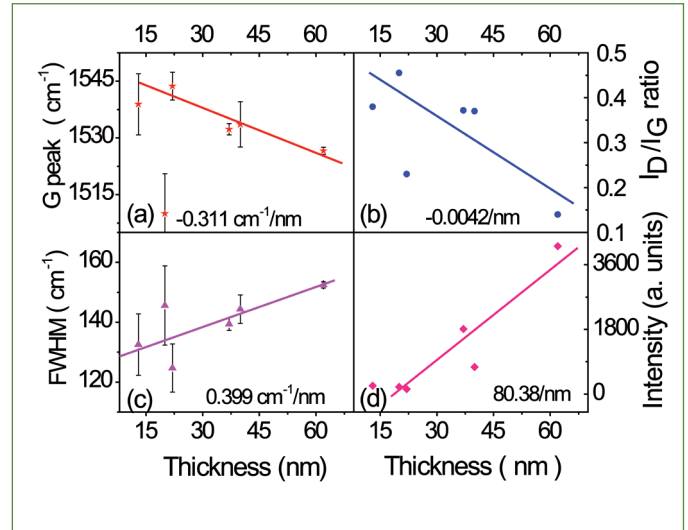 15 30 45 60 15 30 45 60
1545
1530
1515
G peak ( cm⁻¹)
(a)
-0.311 cm⁻¹/nm
0.5
0.4
0.3
0.2
0.1
I_D/I_G ratio
(b)
-0.0042/nm
160
140
120
FWHM ( cm⁻¹)
(c)
0.399 cm⁻¹/nm
3600
1800
0
Intensity (a. units)
(d)
80.38/nm
15 30 45 60 15 30 45 60
Thickness (nm) Thickness ( nm )